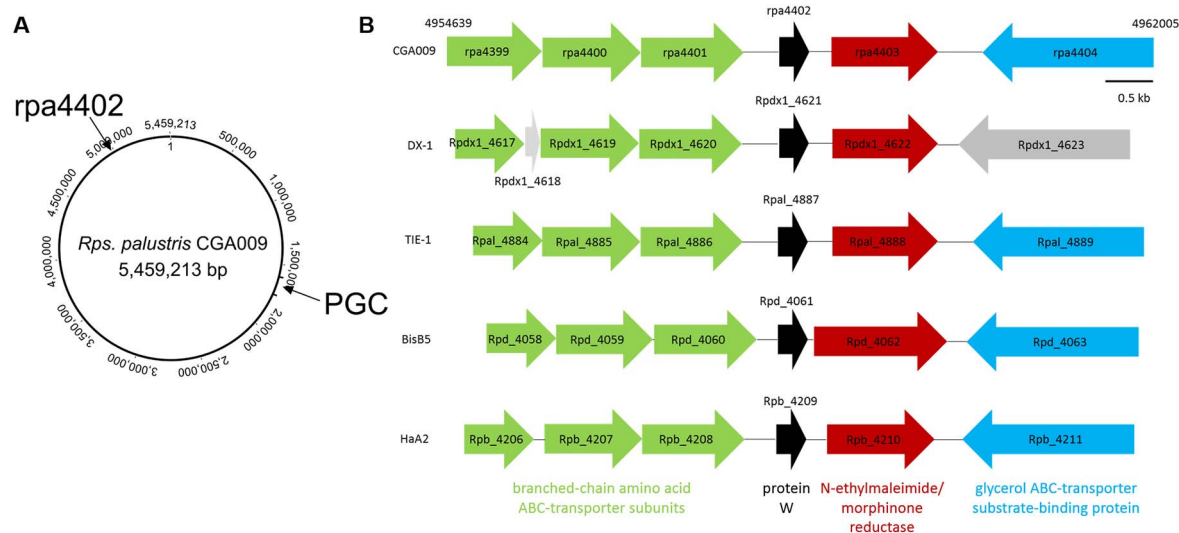 A
rpa4402
5,459,213
1
500,000
1,000,000
1,500,000
2,000,000
2,500,000
3,000,000
3,500,000
4,000,000
4,500,000
5,000,000
Rps. palustris CGA009
5,459,213 bp
PGC
B
4954639
rpa4402
4962005
CGA009
rpa4399
rpa4400
rpa4401
rpa4403
rpa4404
0.5 kb
Rpdx1_4621
DX-1
Rpdx1_4617
Rpdx1_4619
Rpdx1_4620
Rpdx1_4622
Rpdx1_4623
Rpdx1_4618
Rpal_4887
TIE-1
Rpal_4884
Rpal_4885
Rpal_4886
Rpal_4888
Rpal_4889
Rpd_4061
BisB5
Rpd_4058
Rpd_4059
Rpd_4060
Rpd_4062
Rpd_4063
Rpb_4209
HaA2
Rpb_4206
Rpb_4207
Rpb_4208
Rpb_4210
Rpb_4211
branched-chain amino acid
ABC-transporter subunits
protein
W
N-ethylmaleimide/
morphinone
reductase
glycerol ABC-transporter
substrate-binding protein